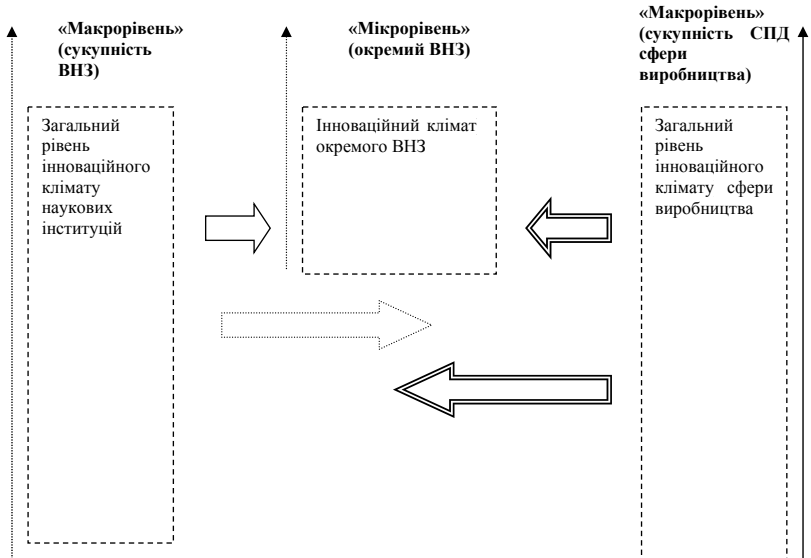 «Макрорівень»
(сукупність
ВНЗ)
«Мікрорівень»
(окремий ВНЗ)
«Макрорівень»
(сукупність СПД
сфери
виробництва)
Загальний
рівень
інноваційного
клімату
наукових
інституцій
Інноваційний клімат
окремого ВНЗ
Загальний
рівень
інноваційного
клімату сфери
виробництва